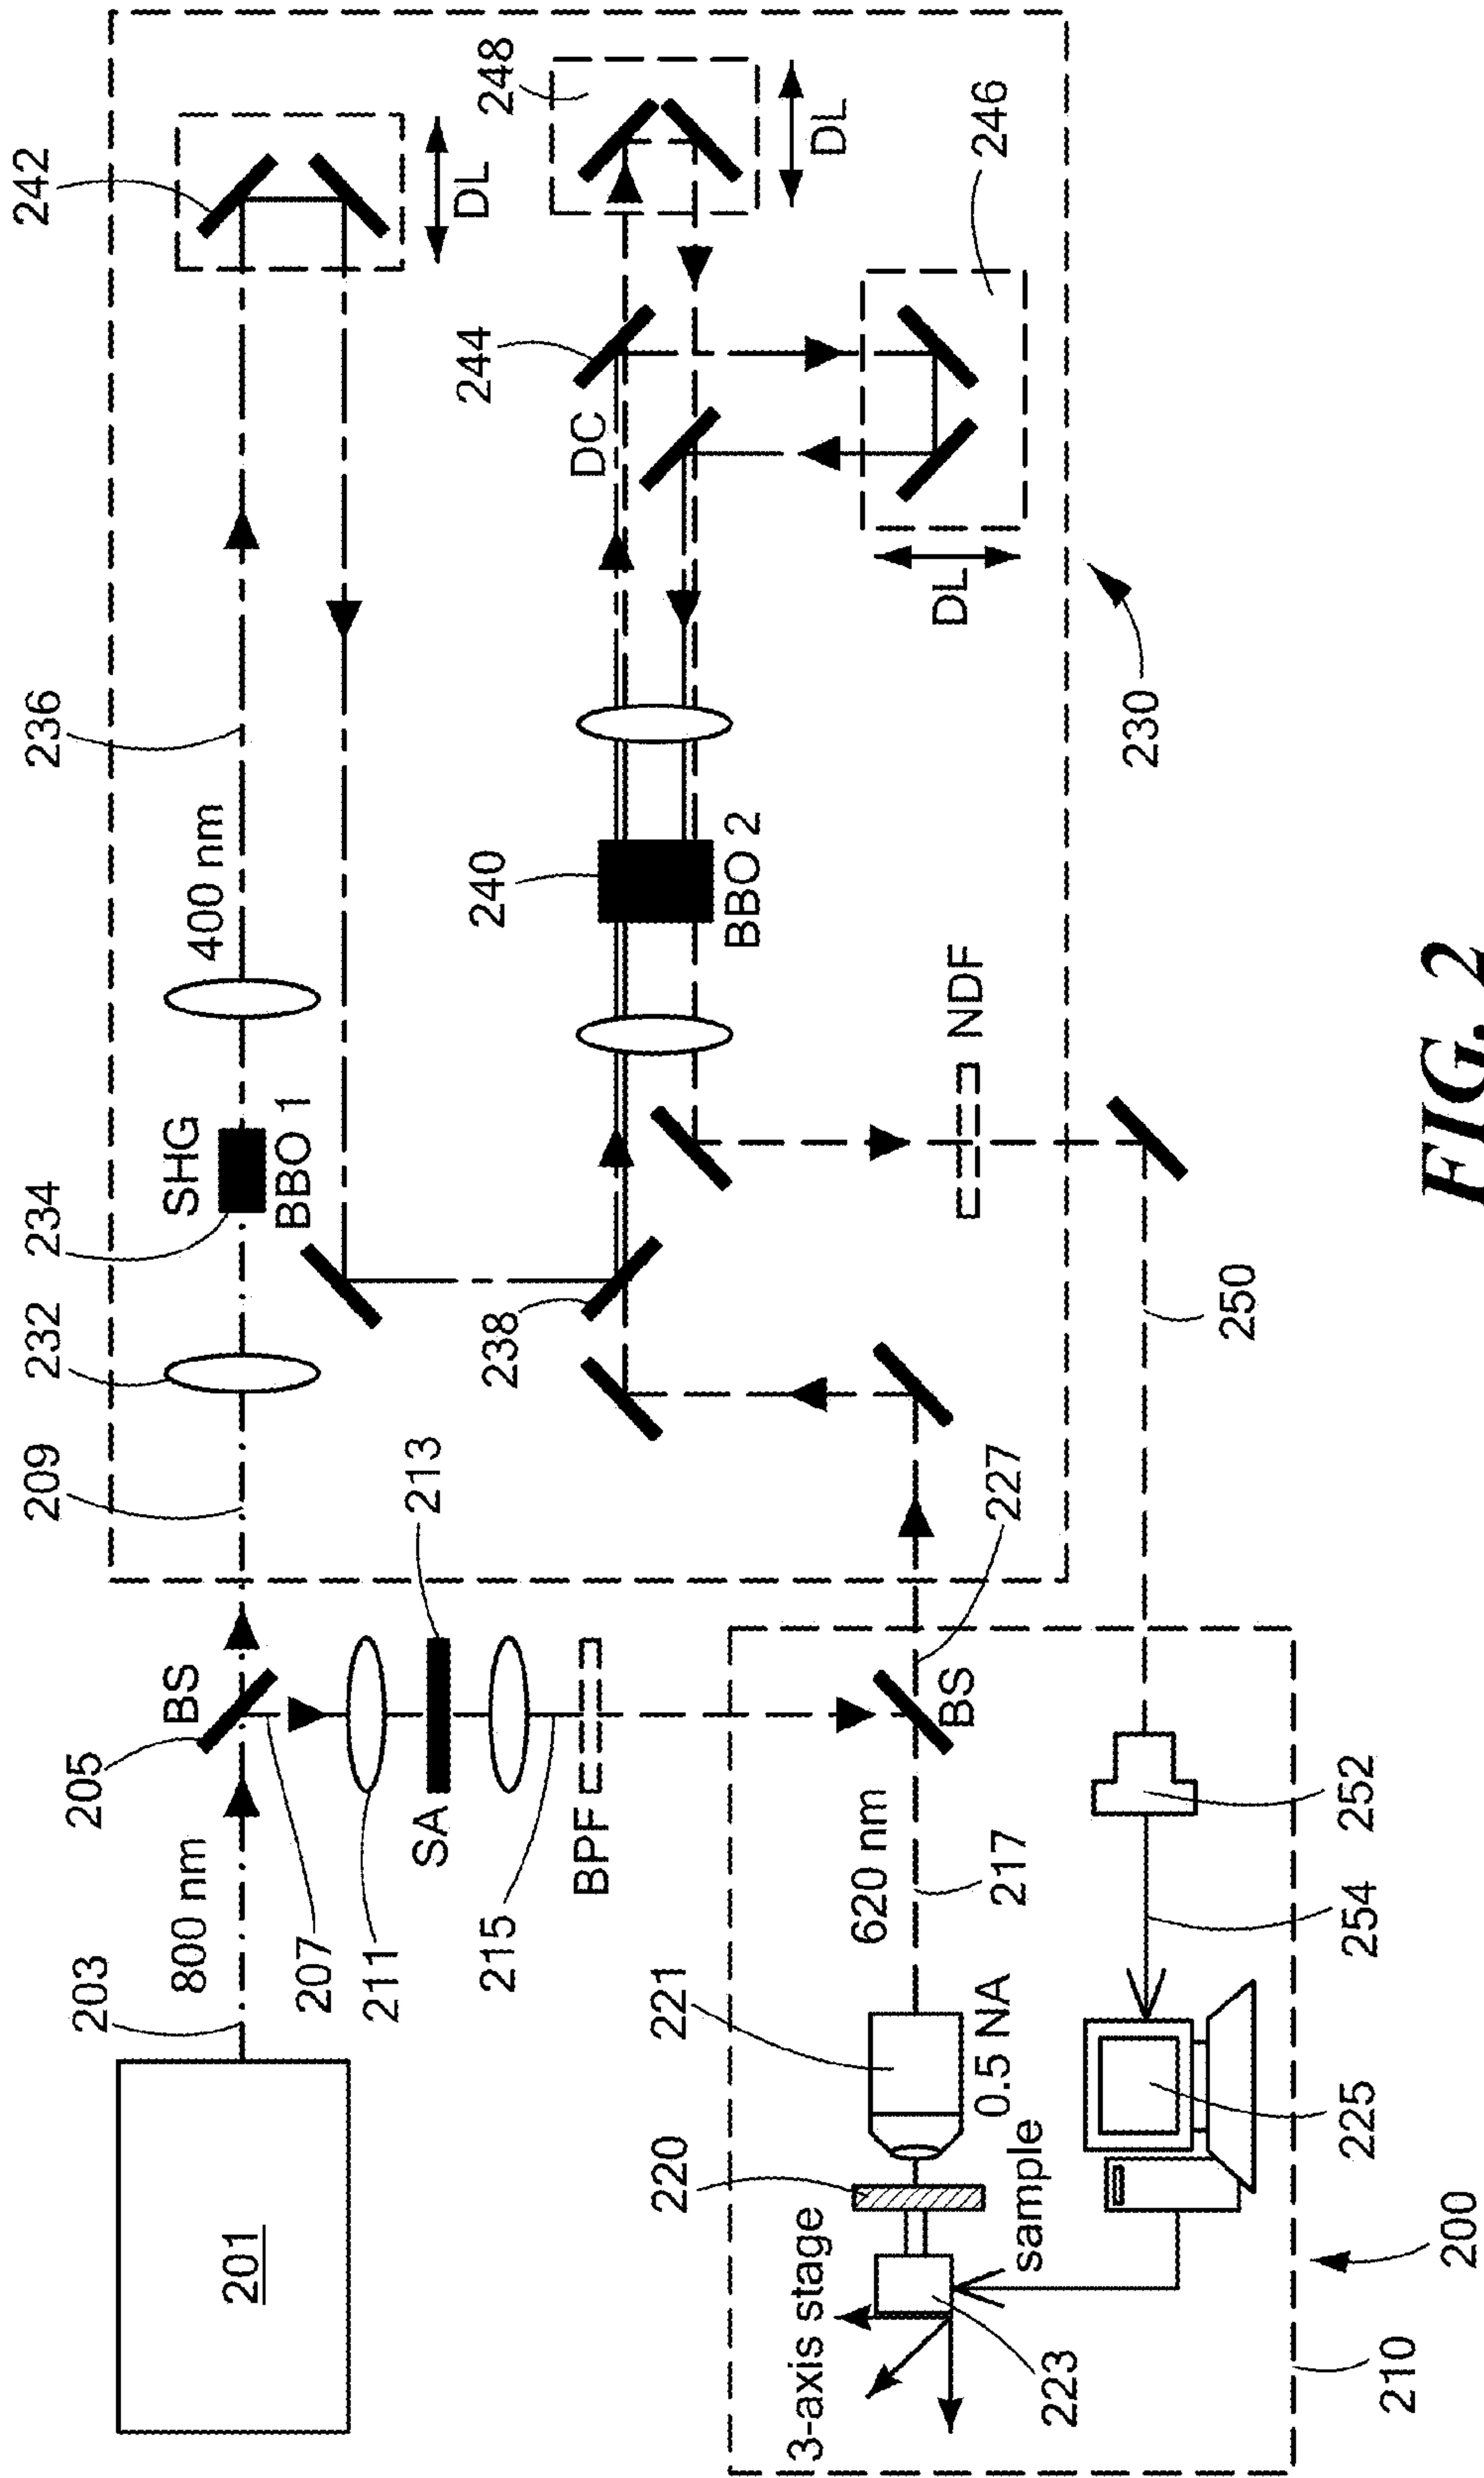 242
DL
248
DL
244
DC
246
DL
236
400 nm
240
BBO 2
230
SHG
BBO 1
234
232
238
NDF
250
209
213
227
BS
205
SA
BPF
BS
252
800 nm
203
207
211
215
620 nm
217
254
221
0.5 NA
225
220
sample
3-axis stage
223
201
200
210
FIG. 2